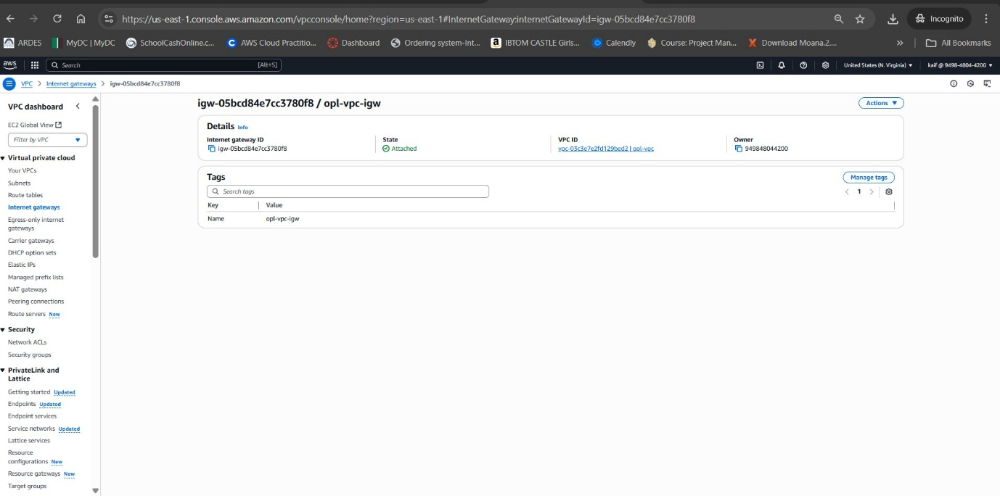 https://us-east-1.console.aws.amazon.com/vpcconsole/home?region=us-east-1#InternetGateway:internetGatewayId=igw-05bcd84e7cc3780f8
Incognito
ARDES
MyDC | MyDC
SchoolCashOnline.c...
AWS Cloud Practitio...
Dashboard
Ordering system-Int...
IBTOM CASTLE Girls...
Calendly
Course: Project Man...
Download Moana.2....
All Bookmarks
aws
Search [Alt+S]
United States (N. Virginia)
kaif @ 9498-4804-4200
VPC > Internet gateways > igw-05bcd84e7cc3780f8
VPC dashboard
EC2 Global View
Filter by VPC
Virtual private cloud
Your VPCs
Subnets
Route tables
Internet gateways
Egress-only internet
gateways
Carrier gateways
DHCP option sets
Elastic IPs
Managed prefix lists
NAT gateways
Peering connections
Route servers New
Security
Network ACLs
Security groups
PrivateLink and
Lattice
Getting started Updated
Endpoints Updated
Endpoint services
Service networks Updated
Lattice services
Resource
configurations New
Resource gateways New
Target groups
igw-05bcd84e7cc3780f8 / opl-vpc-igw
Actions
Details Info
Internet gateway ID
igw-05bcd84e7cc3780f8
State
Attached
VPC ID
vpc-03c3e7e2fd129bed2 | opl-vpc
Owner
949848044200
Tags
Manage tags
Search tags
1
Key Value
Name opl-vpc-igw